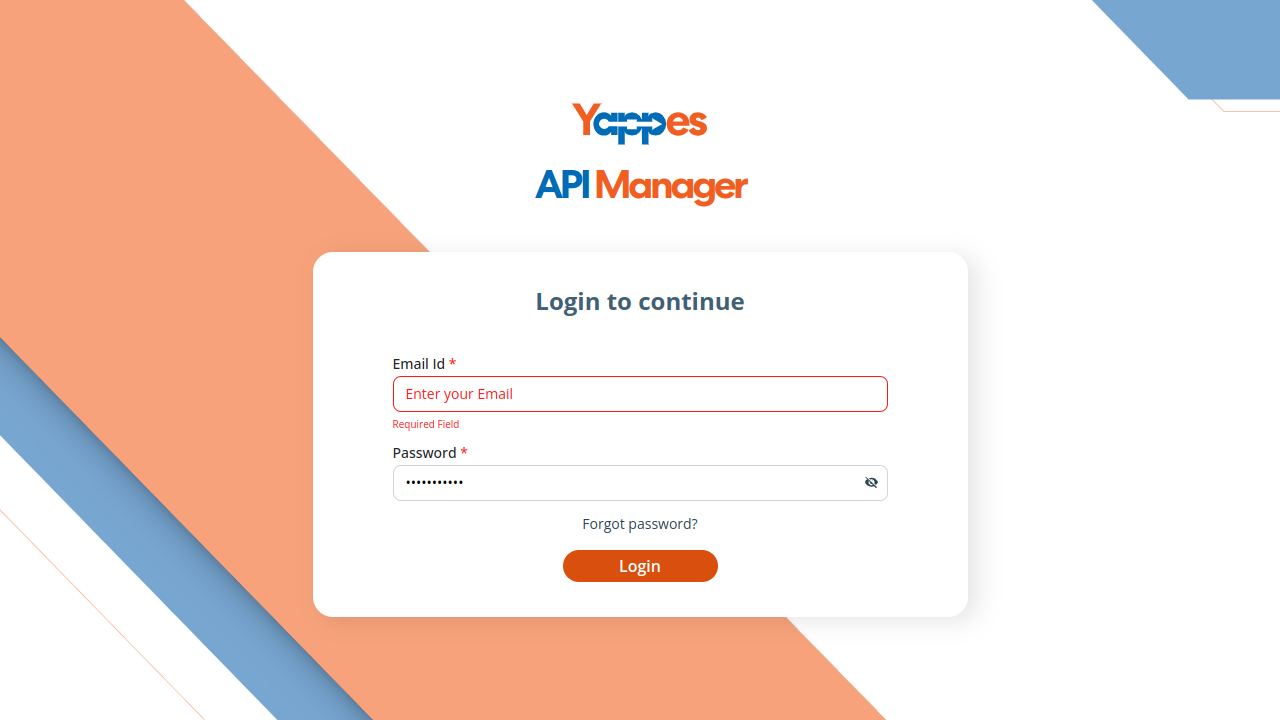 Yappes
API Manager
Login to continue
Email Id *
Enter your Email
Required Field
Password *
•••••••••••
Forgot password?
Login